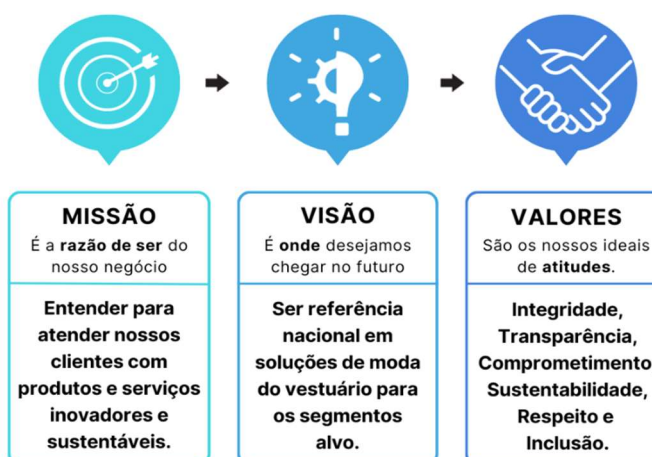 MISSÃO
É a razão de ser do
nosso negócio
Entender para
atender nossos
clientes com
produtos e serviços
inovadores e
sustentáveis.
VISÃO
É onde desejamos
chegar no futuro
Ser referência
nacional em
soluções de moda
do vestuário para
os segmentos
alvo.
VALORES
São os nossos ideais
de atitudes.
Integridade,
Transparência,
Comprometimento
Sustentabilidade,
Respeito e
Inclusão.